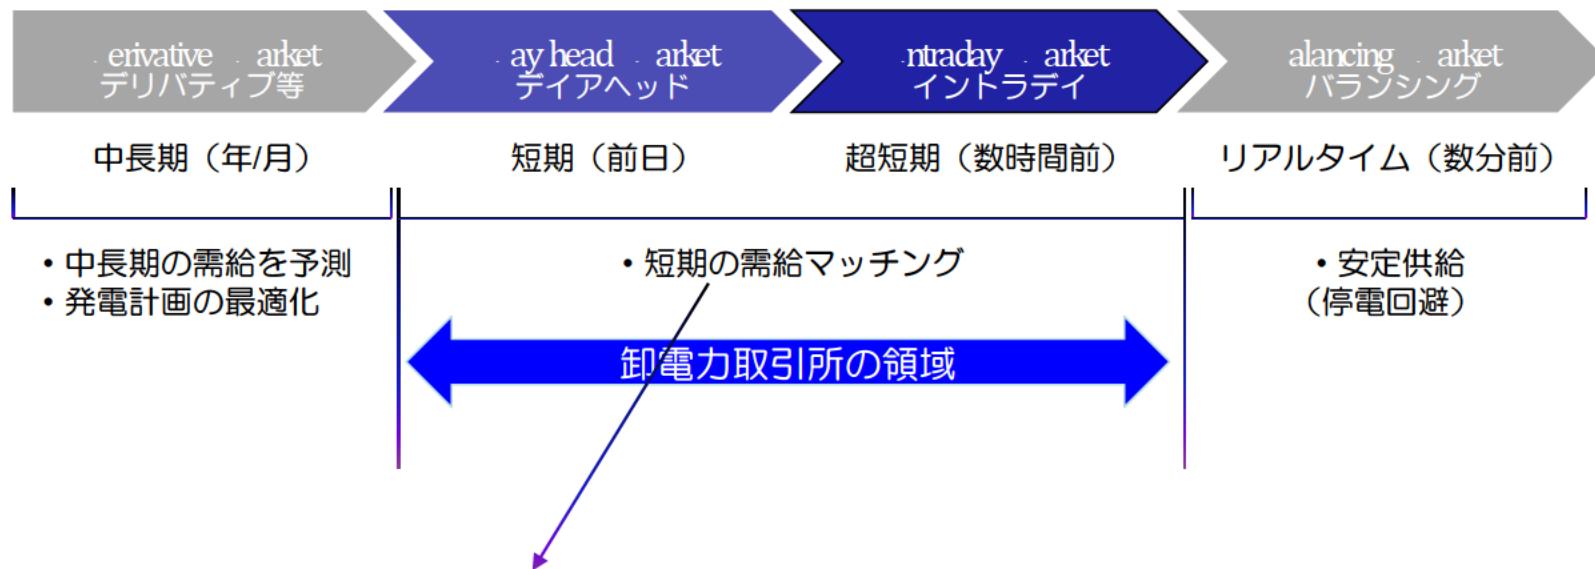 erivative arket
デリバティブ等
ay head arket
デイアヘッド
ntraday arket
イントラデイ
alancing arket
バランシング
中長期（年/月）
短期（前日）
超短期（数時間前）
リアルタイム（数分前）
・中長期の需給を予測
・発電計画の最適化
・短期の需給マッチング
・安定供給
（停電回避）
卸電力取引所の領域